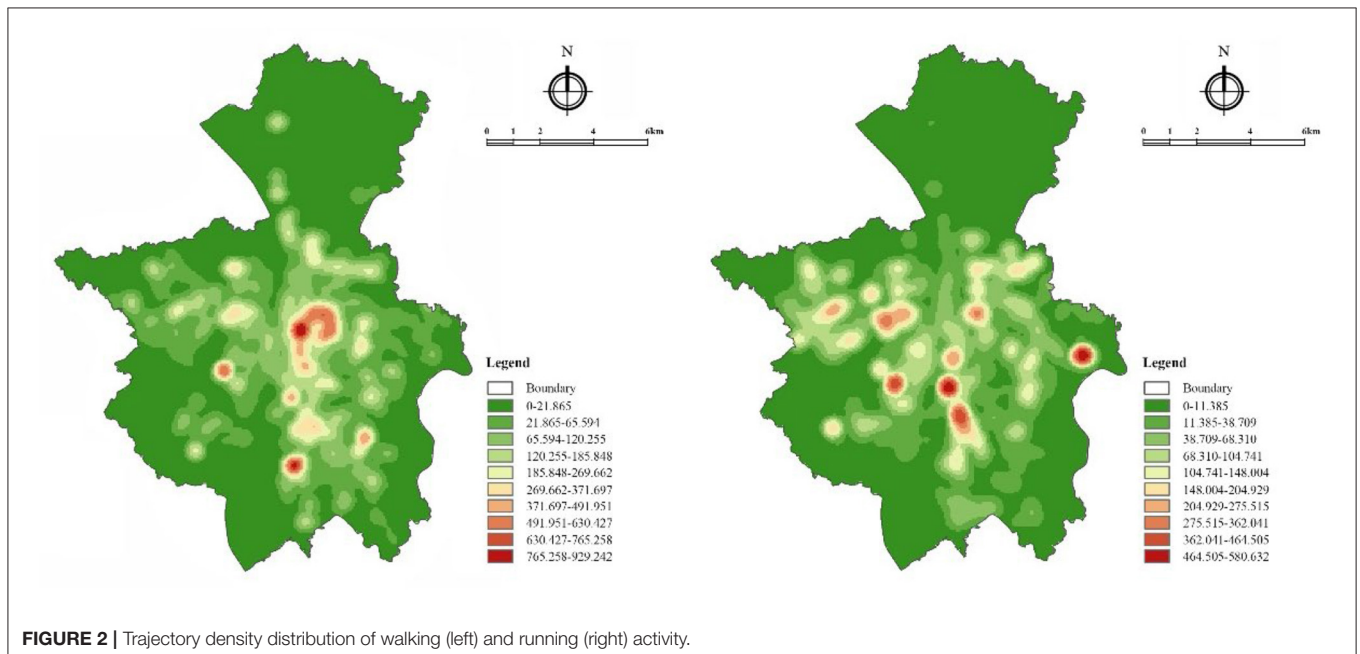 N
0 1 2 4 6km
Legend
Boundary
0-21.865
21.865-65.594
65.594-120.255
120.255-185.848
185.848-269.662
269.662-371.697
371.697-491.951
491.951-630.427
630.427-765.258
765.258-929.242
N
0 1 2 4 6km
Legend
Boundary
0-11.385
11.385-38.709
38.709-68.310
68.310-104.741
104.741-148.004
148.004-204.929
204.929-275.515
275.515-362.041
362.041-464.505
464.505-580.632
FIGURE 2 | Trajectory density distribution of walking (left) and running (right) activity.